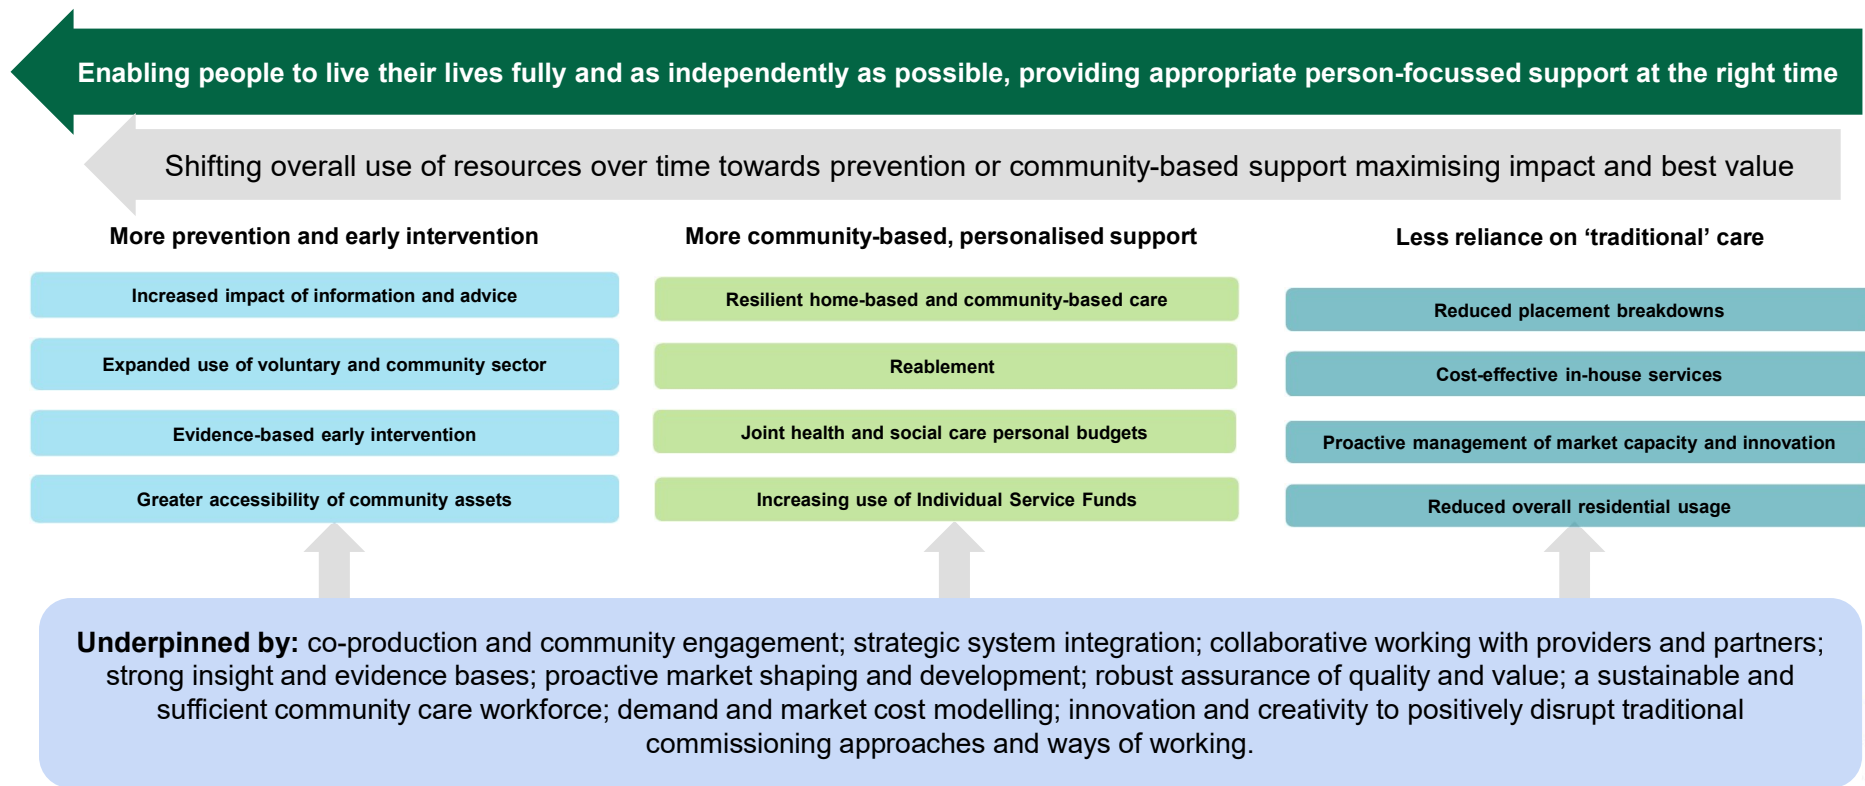 Enabling people to live their lives fully and as independently as possible, providing appropriate person-focussed support at the right time
Shifting overall use of resources over time towards prevention or community-based support maximising impact and best value
More prevention and early intervention
Increased impact of information and advice
Expanded use of voluntary and community sector
Evidence-based early intervention
Greater accessibility of community assets
More community-based, personalised support
Resilient home-based and community-based care
Reablement
Joint health and social care personal budgets
Increasing use of Individual Service Funds
Less reliance on ‘traditional’ care
Reduced placement breakdowns
Cost-effective in-house services
Proactive management of market capacity and innovation
Reduced overall residential usage
Underpinned by: co-production and community engagement; strategic system integration; collaborative working with providers and partners;
strong insight and evidence bases; proactive market shaping and development; robust assurance of quality and value; a sustainable and
sufficient community care workforce; demand and market cost modelling; innovation and creativity to positively disrupt traditional
commissioning approaches and ways of working.